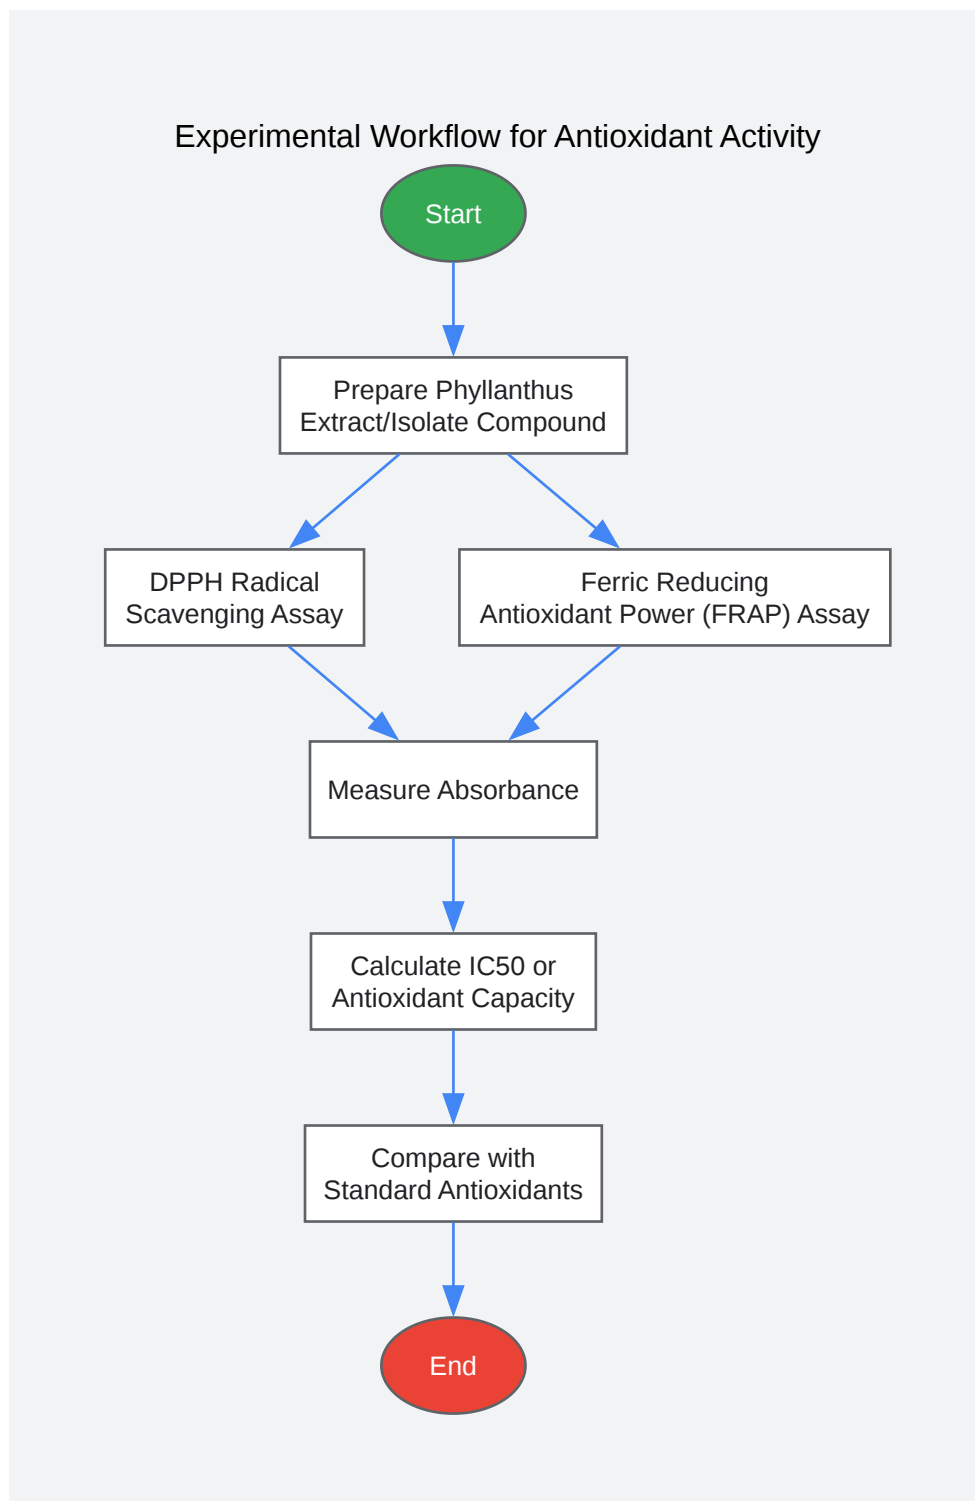 Experimental Workflow for Antioxidant Activity
Start
Prepare Phyllanthus
Extract/Isolate Compound
DPPH Radical
Scavenging Assay
Ferric Reducing
Antioxidant Power (FRAP) Assay
Measure Absorbance
Calculate IC50 or
Antioxidant Capacity
Compare with
Standard Antioxidants
End